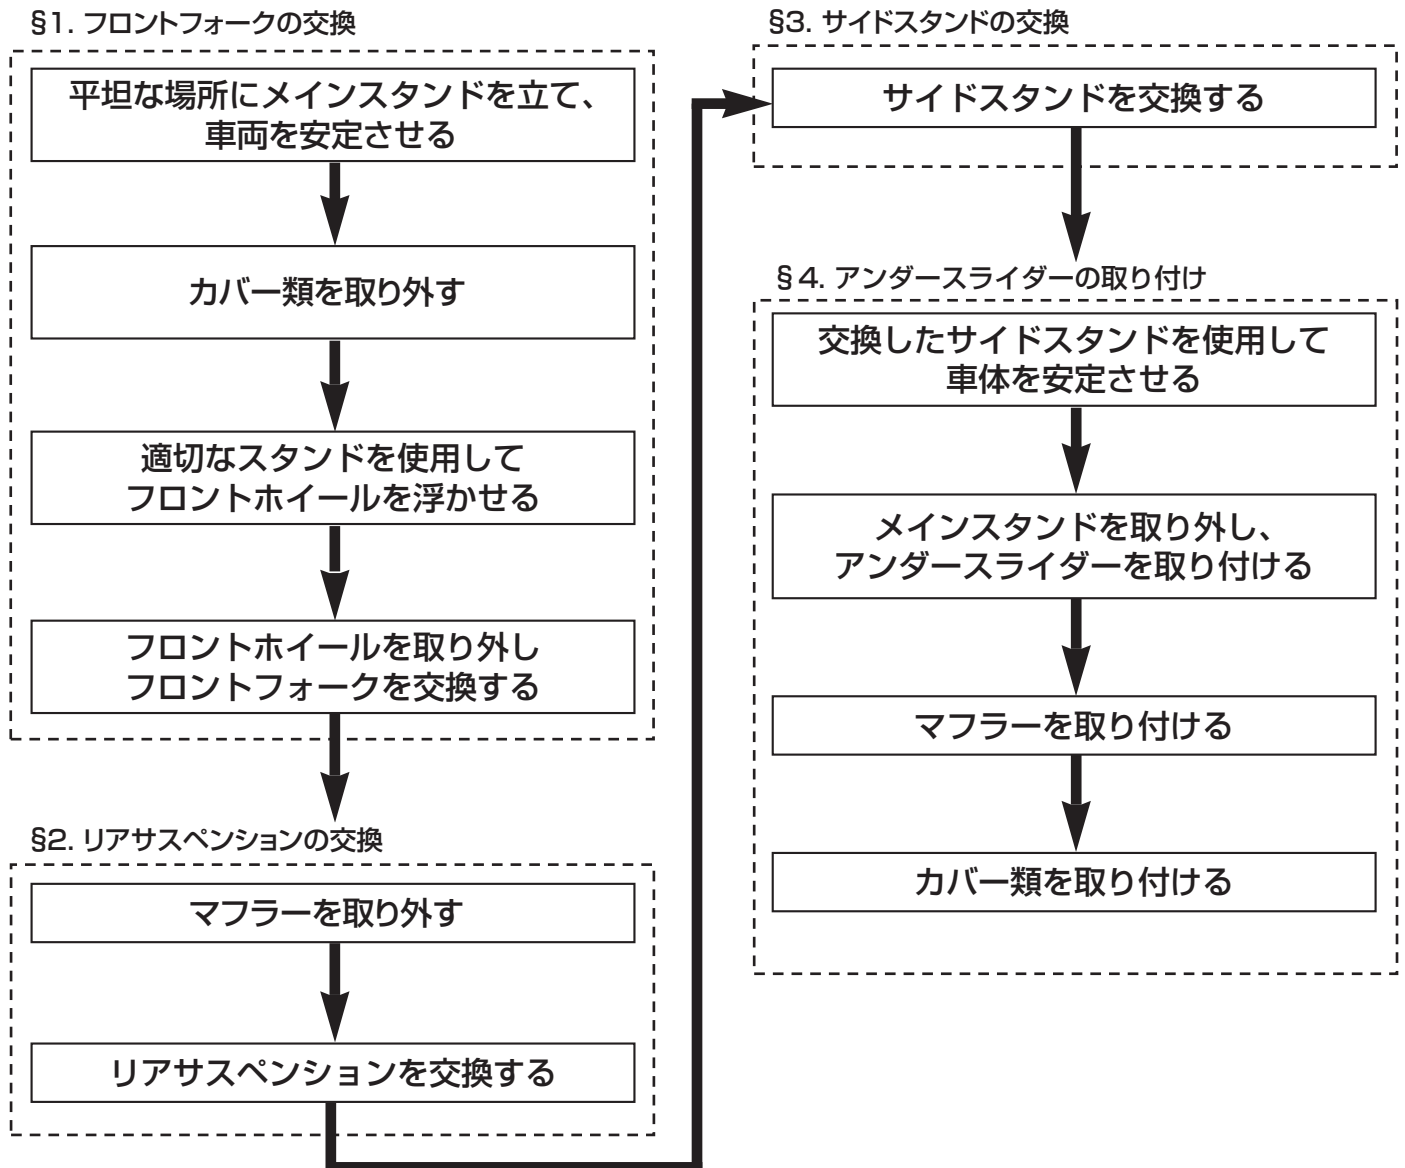 §1. フロントフォークの交換
平坦な場所にメインスタンドを立て、
車両を安定させる
カバー類を取り外す
適切なスタンドを使用して
フロントホイールを浮かせる
フロントホイールを取り外し
フロントフォークを交換する
§2. リアサスペンションの交換
マフラーを取り外す
リアサスペンションを交換する
§3. サイドスタンドの交換
サイドスタンドを交換する
§4. アンダースライダーの取り付け
交換したサイドスタンドを使用して
車体を安定させる
メインスタンドを取り外し、
アンダースライダーを取り付ける
マフラーを取り付ける
カバー類を取り付ける